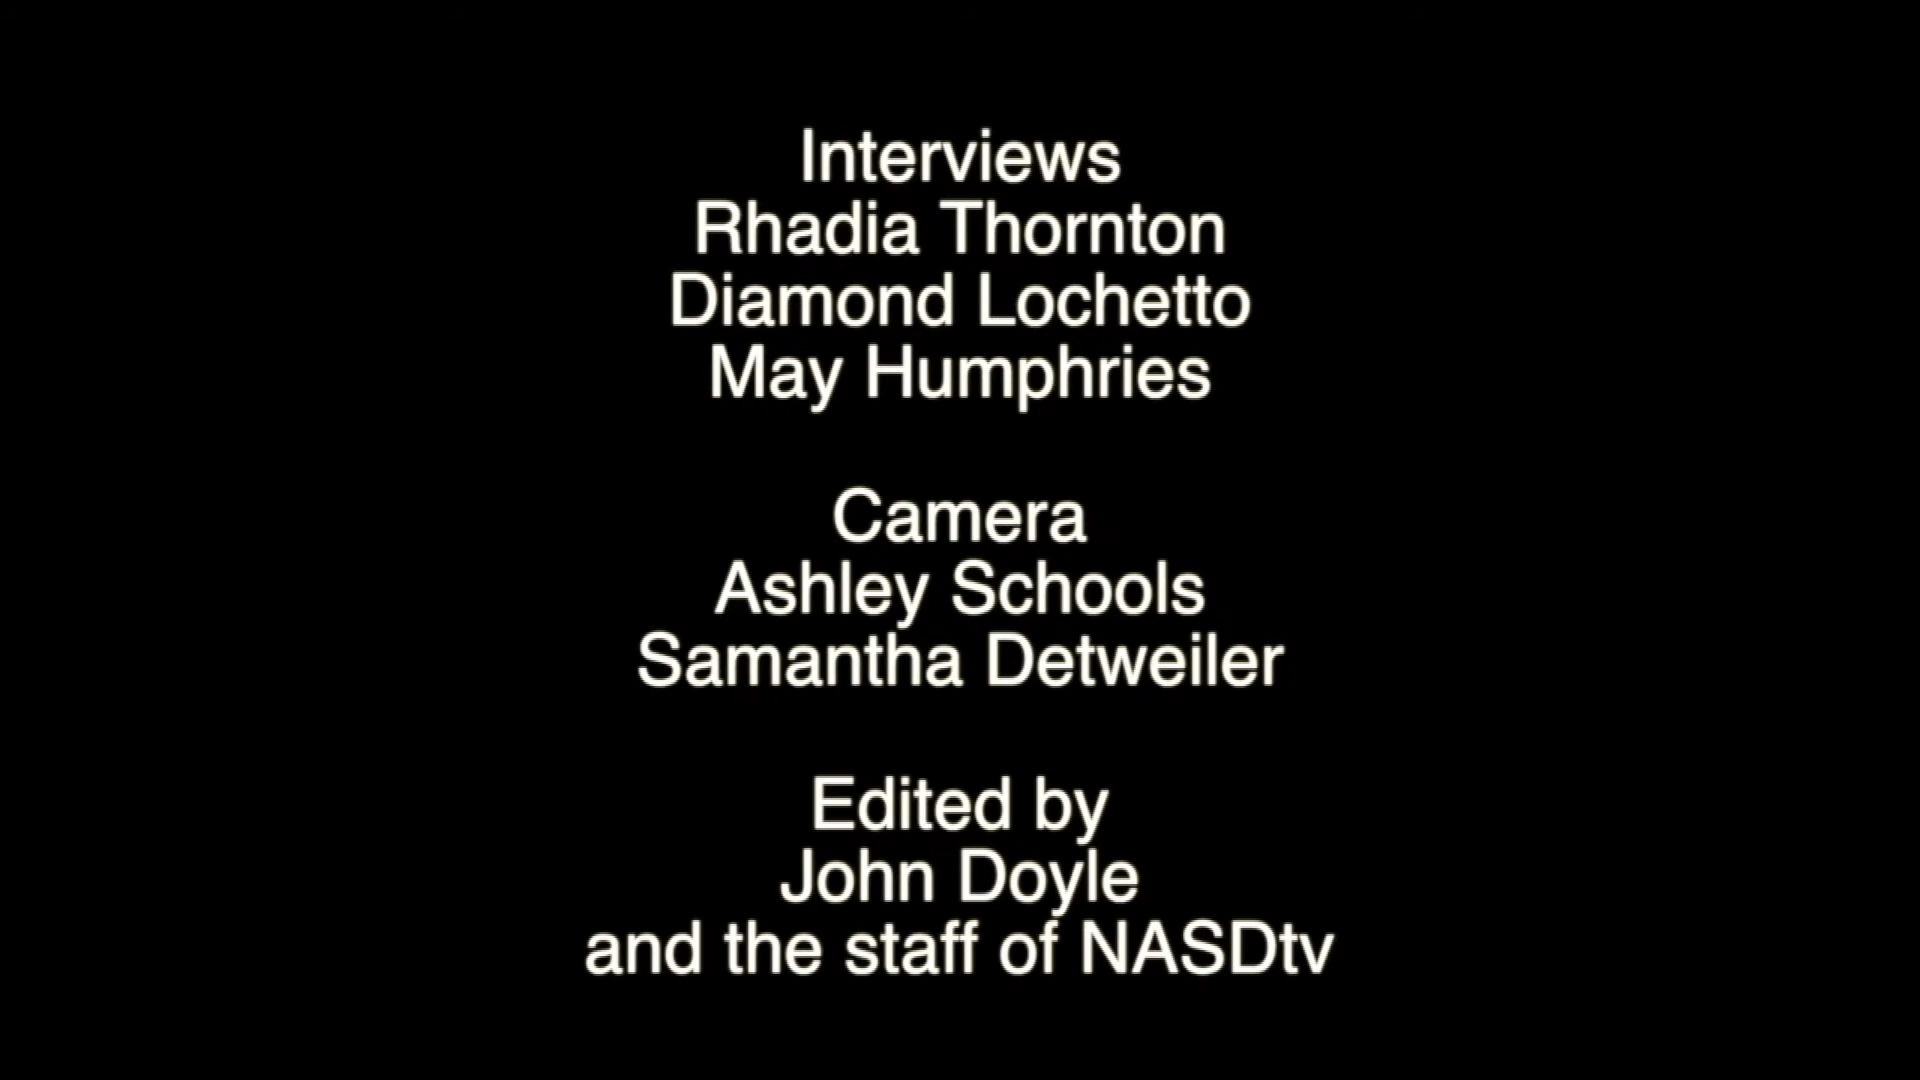 Interviews
Rhadia Thornton
Diamond Lochetto
May Humphries
Camera
Ashley Schools
Samantha Detweiler
Edited by
John Doyle
and the staff of NASDtv